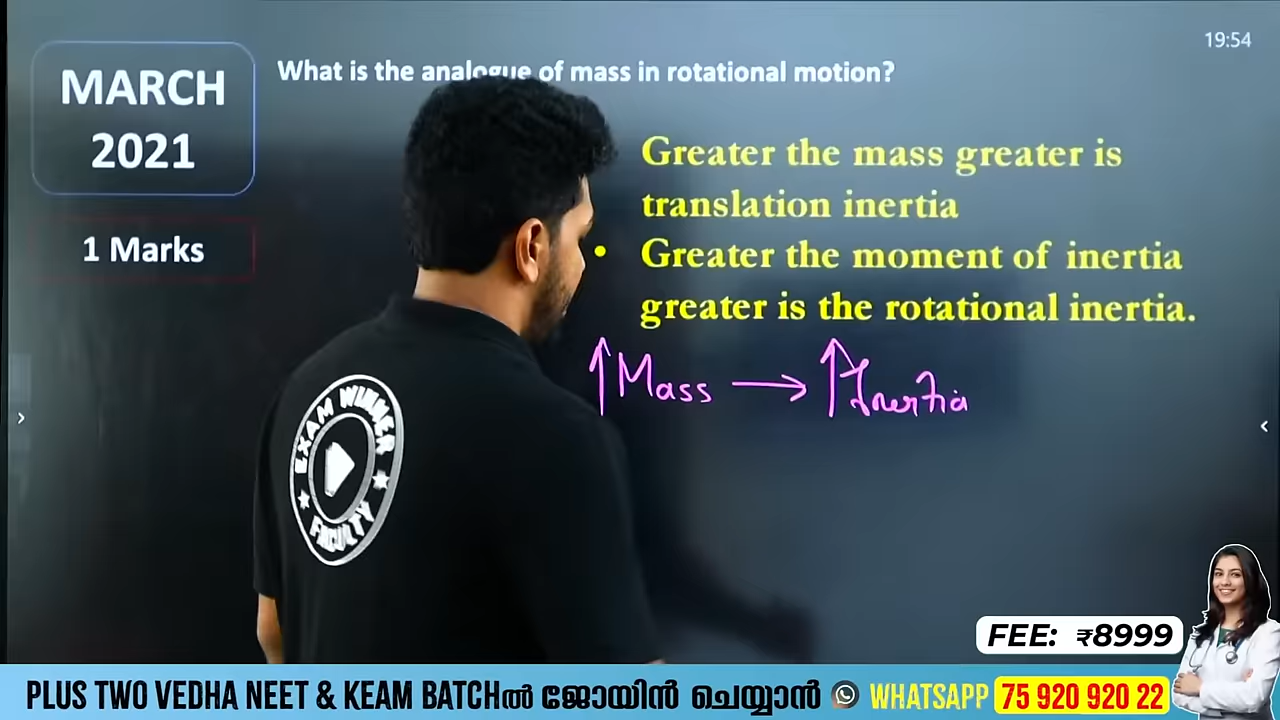 19:54
MARCH
2021
What is the analogue of mass in rotational motion?
1 Marks
Greater the mass greater is
translation inertia
• Greater the moment of inertia
greater is the rotational inertia.
↑Mass → ↑Inertia
EXAM WINNER
FACULTY
FEE: ₹8999
PLUS TWO VEDHA NEET & KEAM BATCHൽ ജോയിൻ ചെയ്യാൻ WHATSAPP 75 920 920 22